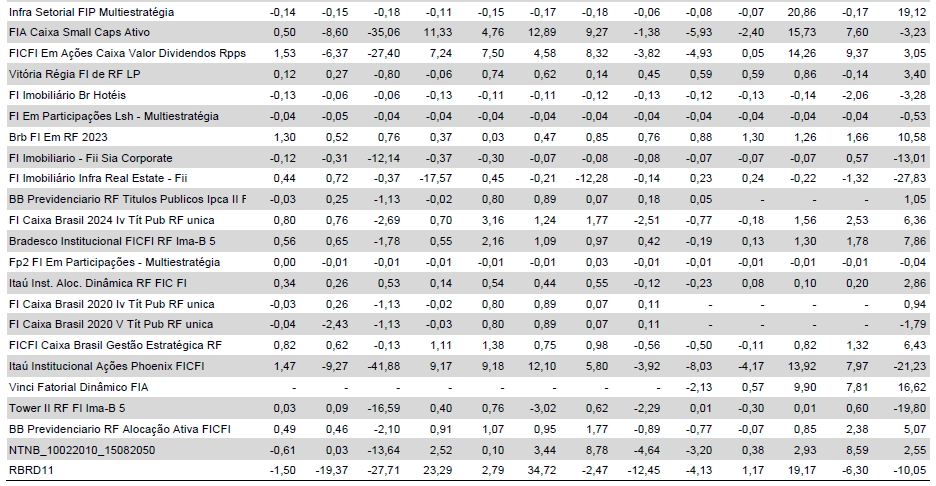 Infra Setorial FIP Multiestratégia -0,14 -0,15 -0,18 -0,11 -0,15 -0,17 -0,18 -0,06 -0,08 -0,07 20,86 -0,17 19,12
FIA Caixa Small Caps Ativo 0,50 -8,60 -35,06 11,33 4,76 12,89 9,27 -1,38 -5,93 -2,40 15,73 7,60 -3,23
FICFI Em Ações Caixa Valor Dividendos Rpps 1,53 -6,37 -27,40 7,24 7,50 4,58 8,32 -3,82 -4,93 0,05 14,26 9,37 3,05
Vitória Régia FI de RF LP 0,12 0,27 -0,80 -0,06 0,74 0,62 0,14 0,45 0,59 0,59 0,86 -0,14 3,40
FI Imobiliário Br Hotéis -0,13 -0,06 -0,06 -0,13 -0,11 -0,11 -0,12 -0,13 -0,12 -0,13 -0,14 -2,06 -3,28
FI Em Participações Lsh - Multiestratégia -0,04 -0,05 -0,04 -0,04 -0,04 -0,04 -0,04 -0,04 -0,04 -0,04 -0,04 -0,04 -0,53
Brb FI Em RF 2023 1,30 0,52 0,76 0,37 0,03 0,47 0,85 0,76 0,88 1,30 1,26 1,66 10,58
FI Imobiliario - Fii Sia Corporate -0,12 -0,31 -12,14 -0,37 -0,30 -0,07 -0,08 -0,08 -0,07 -0,07 -0,07 0,57 -13,01
FI Imobiliário Infra Real Estate - Fii 0,44 0,72 -0,37 -17,57 0,45 -0,21 -12,28 -0,14 0,23 0,24 -0,22 -1,32 -27,83
BB Previdenciario RF Titulos Publicos Ipca II F -0,03 0,25 -1,13 -0,02 0,80 0,89 0,07 0,18 0,05 - - - 1,05
FI Caixa Brasil 2024 Iv Tít Pub RF unica 0,80 0,76 -2,69 0,70 3,16 1,24 1,77 -2,51 -0,77 -0,18 1,56 2,53 6,36
Bradesco Institucional FICFI RF Ima-B 5 0,56 0,65 -1,78 0,55 2,16 1,09 0,97 0,42 -0,19 0,13 1,30 1,78 7,86
Fp2 FI Em Participações - Multiestratégia 0,00 -0,01 -0,01 -0,01 -0,01 -0,01 0,03 -0,01 -0,01 -0,01 -0,01 -0,01 -0,04
Itaú Inst. Aloc. Dinâmica RF FIC FI 0,34 0,26 0,53 0,14 0,54 0,44 0,55 -0,12 -0,23 0,08 0,10 0,20 2,86
FI Caixa Brasil 2020 Iv Tít Pub RF unica -0,03 0,26 -1,13 -0,02 0,80 0,89 0,07 0,11 - - - - 0,94
FI Caixa Brasil 2020 V Tít Pub RF unica -0,04 -2,43 -1,13 -0,03 0,80 0,89 0,07 0,11 - - - - -1,79
FICFI Caixa Brasil Gestão Estratégica RF 0,82 0,62 -0,13 1,11 1,38 0,75 0,98 -0,56 -0,50 -0,11 0,82 1,32 6,43
Itaú Institucional Ações Phoenix FICFI 1,47 -9,27 -41,88 9,17 9,18 12,10 5,80 -3,92 -8,03 -4,17 13,92 7,97 -21,23
Vinci Fatorial Dinâmico FIA - - - - - - - - -2,13 0,57 9,90 7,81 16,62
Tower II RF FI Ima-B 5 0,03 0,09 -16,59 0,40 0,76 -3,02 0,62 -2,29 0,01 -0,30 0,01 0,60 -19,80
BB Previdenciário RF Alocação Ativa FICFI 0,49 0,46 -2,10 0,91 1,07 0,95 1,77 -0,89 -0,77 -0,07 0,85 2,38 5,07
NTNB_10022010_15082050 -0,61 0,03 -13,64 2,52 0,10 3,44 8,78 -4,64 -3,20 0,38 2,93 8,59 2,55
RBRD11 -1,50 -19,37 -27,71 23,29 2,79 34,72 -2,47 -12,45 -4,13 1,17 19,17 -6,30 -10,05